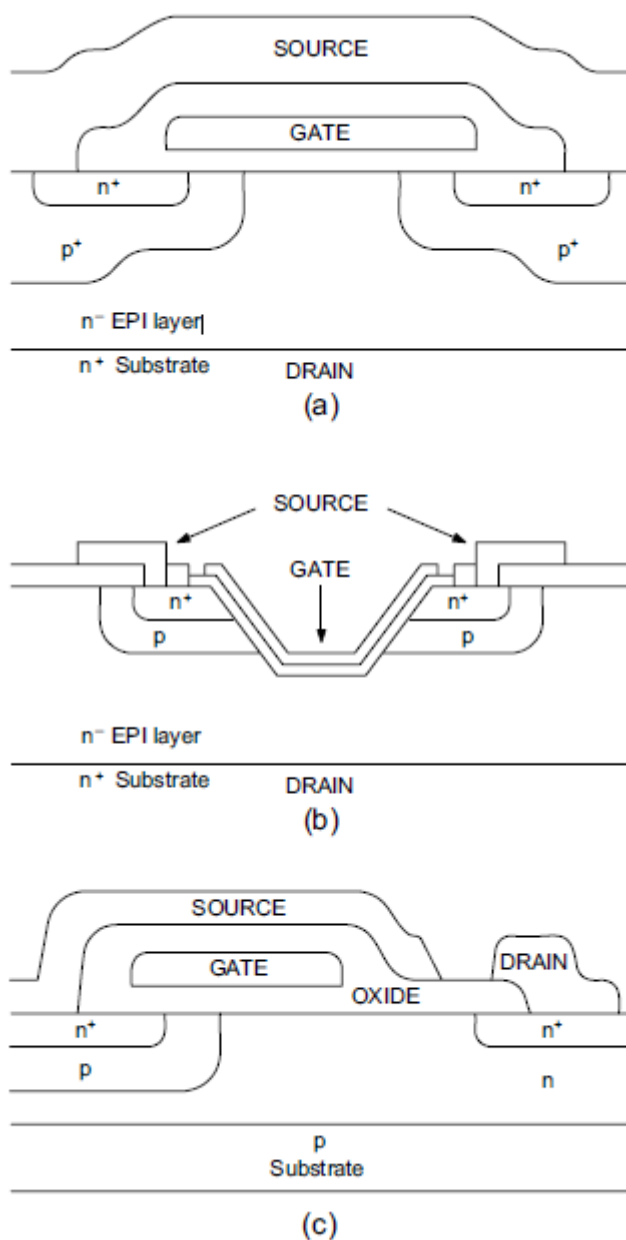 SOURCE
GATE
n⁺ n⁺
p⁺ p⁺
n⁻ EPI layer
n⁺ Substrate DRAIN
(a)
SOURCE
GATE
n⁺ n⁺
p p
n⁻ EPI layer
n⁺ Substrate DRAIN
(b)
SOURCE
GATE DRAIN
OXIDE
n⁺ n⁺
p n
p
Substrate
(c)